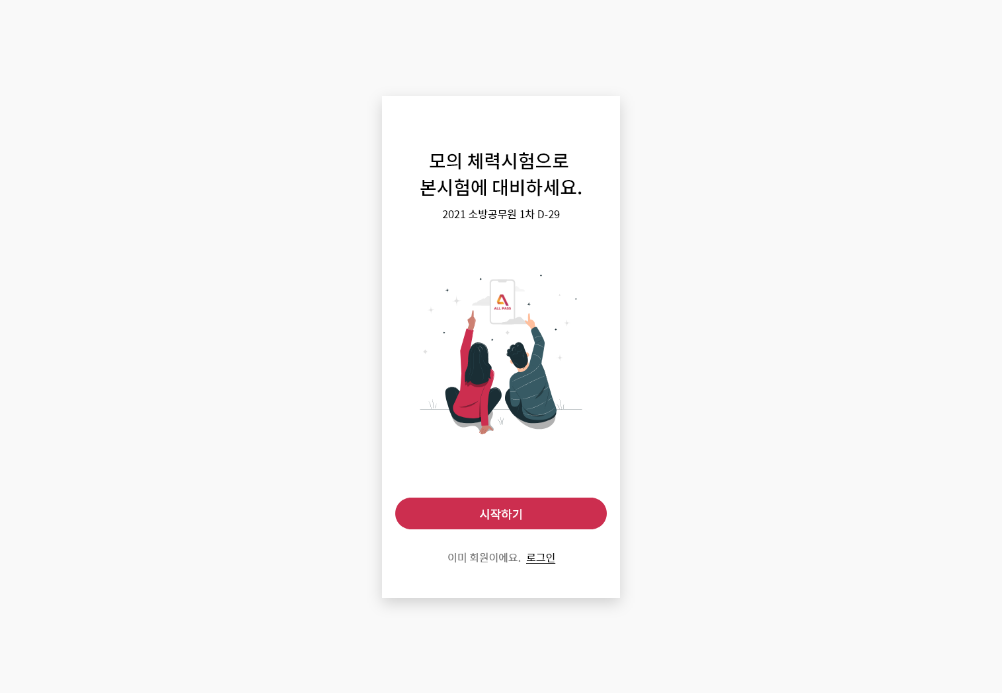 모의 체력시험으로
본시험에 대비하세요.
2021 소방공무원 1차 D-29
ALL PASS
시작하기
이미 회원이에요. 로그인